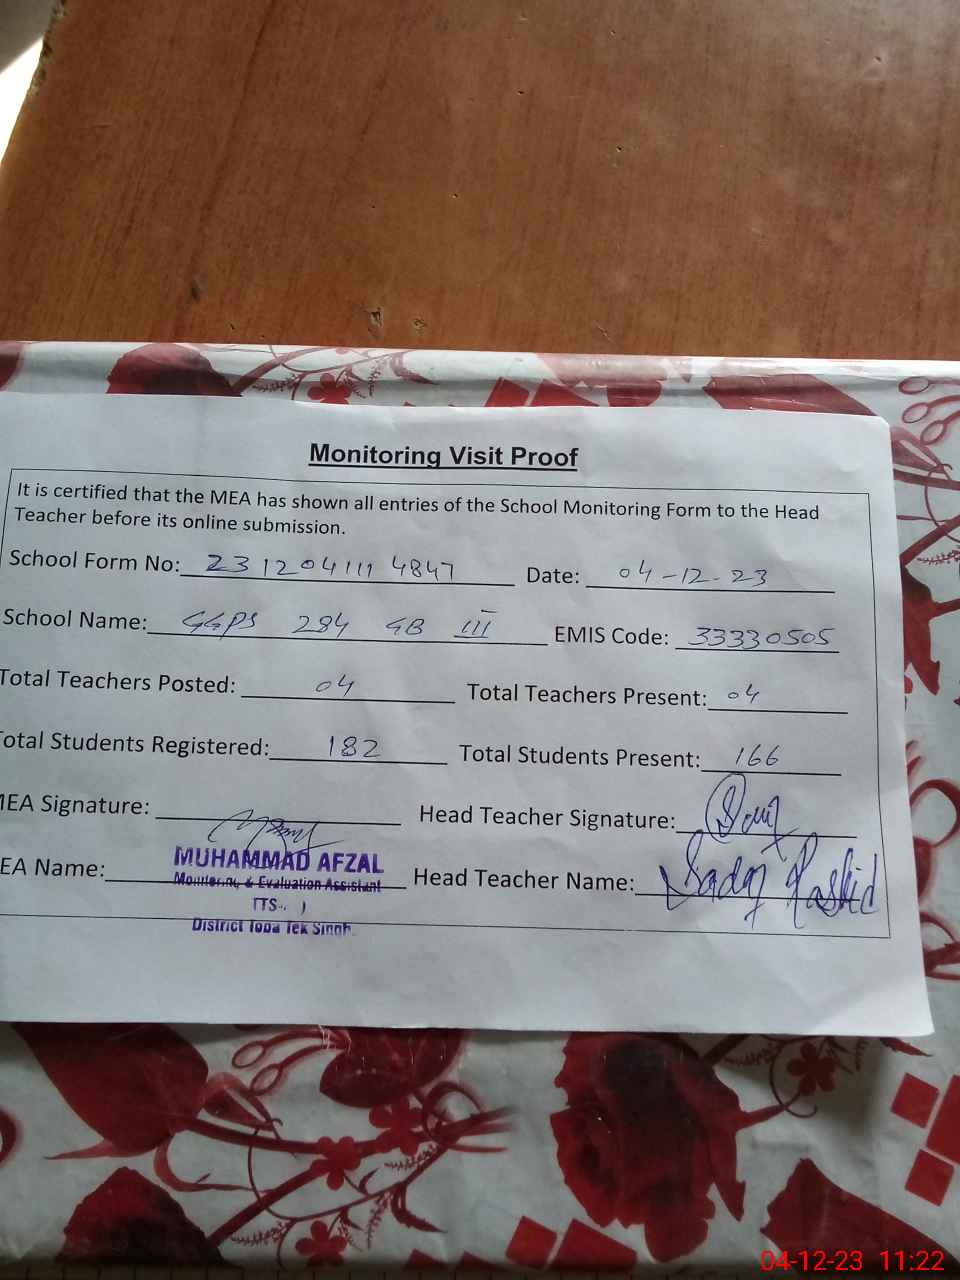 Monitoring Visit Proof
It is certified that the MEA has shown all entries of the School Monitoring Form to the Head
Teacher before its online submission.
School Form No: 23120411114847 Date: 04-12-23
School Name: GGPS 284 GB III EMIS Code: 33330505
Total Teachers Posted: 04 Total Teachers Present: 04
Total Students Registered: 182 Total Students Present: 166
MEA Signature: Head Teacher Signature:
EA Name: MUHAMMAD AFZAL Head Teacher Name: Rashid
Monitoring & Evaluation Assistant
District Toba Tek Singh
04-12-23 11:22